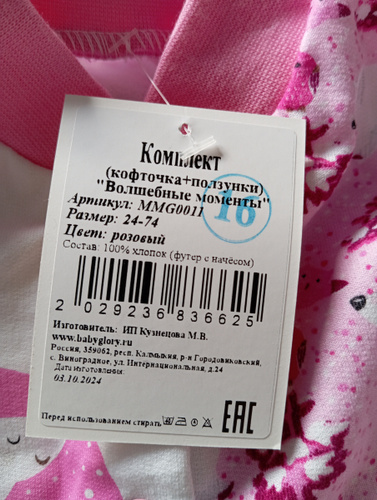 Комплект
(кофточка+ползунки)
"Волшебные моменты"
Артикул: MMG0011
16
Размер: 24-74
Цвет: розовый
Состав: 100% хлопок (футер с начёсом)
2 029236 836625
Изготовитель: ИП Кузнецова М.В.
www.babyglory.ru
Россия, 359062, респ. Калмыкия, р-н Городовиковский,
с. Виноградное, ул. Интернациональная, д.24
Дата изготовления:
03.10.2024
Перед использованием стирать
EAC